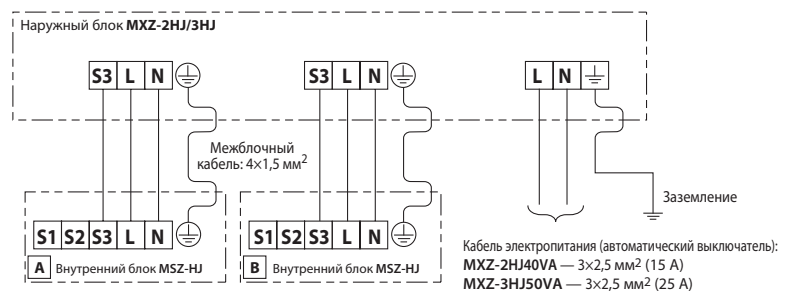 Наружный блок MXZ-2HJ/3HJ
S3 L N
S3 L N
L N
Межблочный
кабель: 4×1,5 мм²
Заземление
S1 S2 S3 L N
S1 S2 S3 L N
A Внутренний блок MSZ-HJ
B Внутренний блок MSZ-HJ
Кабель электропитания (автоматический выключатель):
MXZ-2HJ40VA — 3×2,5 мм² (15 А)
MXZ-3HJ50VA — 3×2,5 мм² (25 А)